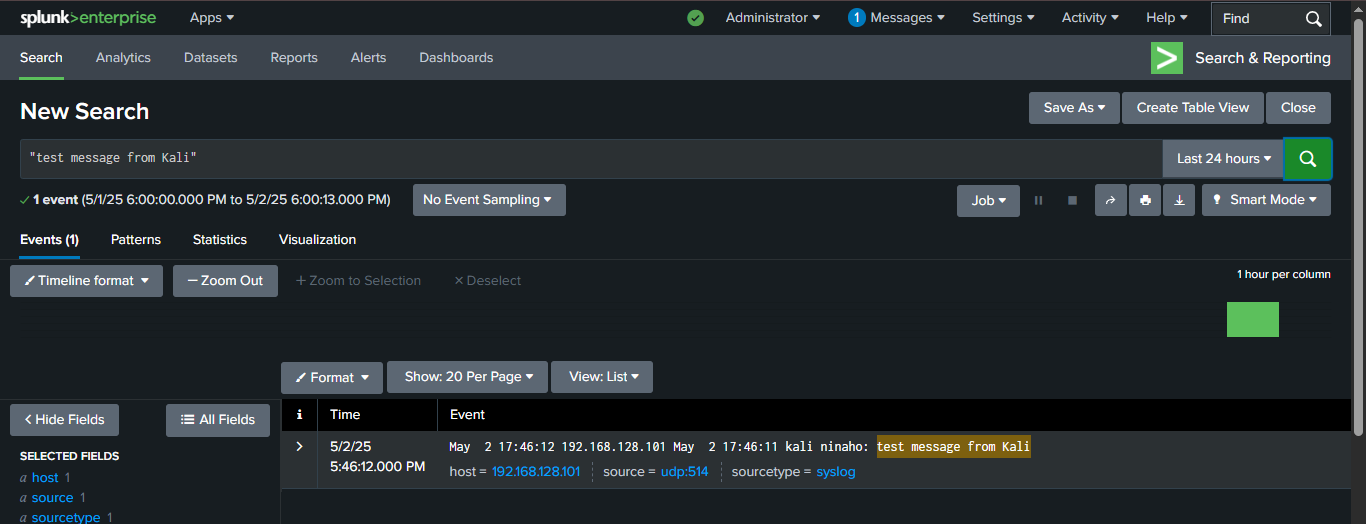 splunk>enterprise Apps Administrator 1 Messages Settings Activity Help Find
Search Analytics Datasets Reports Alerts Dashboards Search & Reporting
New Search Save As Create Table View Close
"test message from Kali" Last 24 hours
1 event (5/1/25 6:00:00.000 PM to 5/2/25 6:00:13.000 PM) No Event Sampling Job Smart Mode
Events (1) Patterns Statistics Visualization
Timeline format — Zoom Out + Zoom to Selection × Deselect 1 hour per column
Format Show: 20 Per Page View: List
< Hide Fields All Fields i Time Event
SELECTED FIELDS
a host 1
a source 1
a sourcetype 1
> 5/2/25
5:46:12.000 PM
May  2 17:46:12 192.168.128.101 May  2 17:46:11 kali ninaho: test message from Kali
host = 192.168.128.101 source = udp:514 sourcetype = syslog